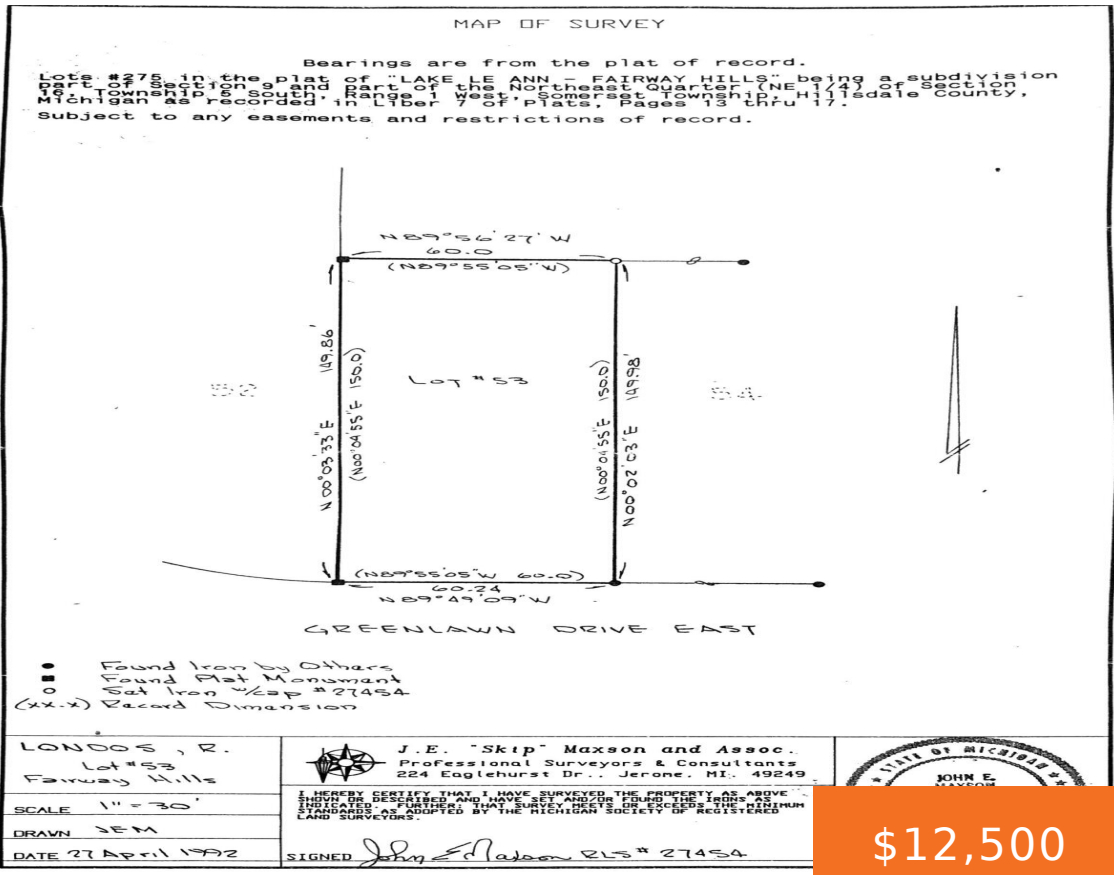 MAP OF SURVEY
Bearings are from the plat of record.
Lots #275 in the plat of "LAKE LE ANN - FAIRWAY HILLS" being a subdivision
part of Section 9 and part of the Northeast Quarter (NE 1/4) of Section
16, Township 5 South, Range 1 West, Somerset Township, Hillsdale County,
Michigan as recorded in Liber 7 of Plats, Pages 13 thru 17.
Subject to any easements and restrictions of record.
N89°56'27"W
60.0
(N89°55'05"W)
N00°03'33"E 149.86'
(N00°04'55"E 150.0)
LOT #53
(N00°04'55"E 150.0)
N00°02'03"E 149.98'
52
54
(N89°55'05"W 60.0)
60.24
N89°49'09"W
GREENLAWN DRIVE EAST
Found Iron by Others
Found Plat Monument
Set Iron w/cap #27454
(xx.x) Record Dimension
LONDOS, R.
Lot #53
Fairway Hills
SCALE 1" = 30'
DRAWN JEM
DATE 27 April 1992
J.E. "Skip" Maxson and Assoc.
Professional Surveyors & Consultants
224 Eaglehurst Dr., Jerome, MI. 49249
I HEREBY CERTIFY THAT I HAVE SURVEYED THE PROPERTY AS ABOVE
SHOWN OR DESCRIBED AND HAVE SET AND/OR FOUND THE IRONS AS
INDICATED. FURTHER, THAT SURVEY MEETS OR EXCEEDS THE MINIMUM
STANDARDS AS ADOPTED BY THE MICHIGAN SOCIETY OF REGISTERED
LAND SURVEYORS.
SIGNED John E Maxson RLS# 27454
STATE OF MICHIGAN
JOHN E.
MAXSON
$12,500